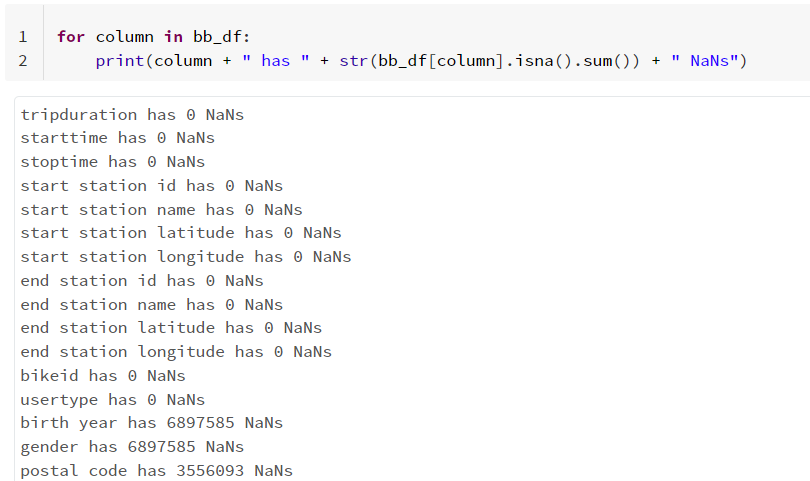 1 for column in bb_df:
2     print(column + " has " + str(bb_df[column].isna().sum()) + " NaNs")
tripduration has 0 NaNs
starttime has 0 NaNs
stoptime has 0 NaNs
start station id has 0 NaNs
start station name has 0 NaNs
start station latitude has 0 NaNs
start station longitude has 0 NaNs
end station id has 0 NaNs
end station name has 0 NaNs
end station latitude has 0 NaNs
end station longitude has 0 NaNs
bikeid has 0 NaNs
usertype has 0 NaNs
birth year has 6897585 NaNs
gender has 6897585 NaNs
postal code has 3556093 NaNs